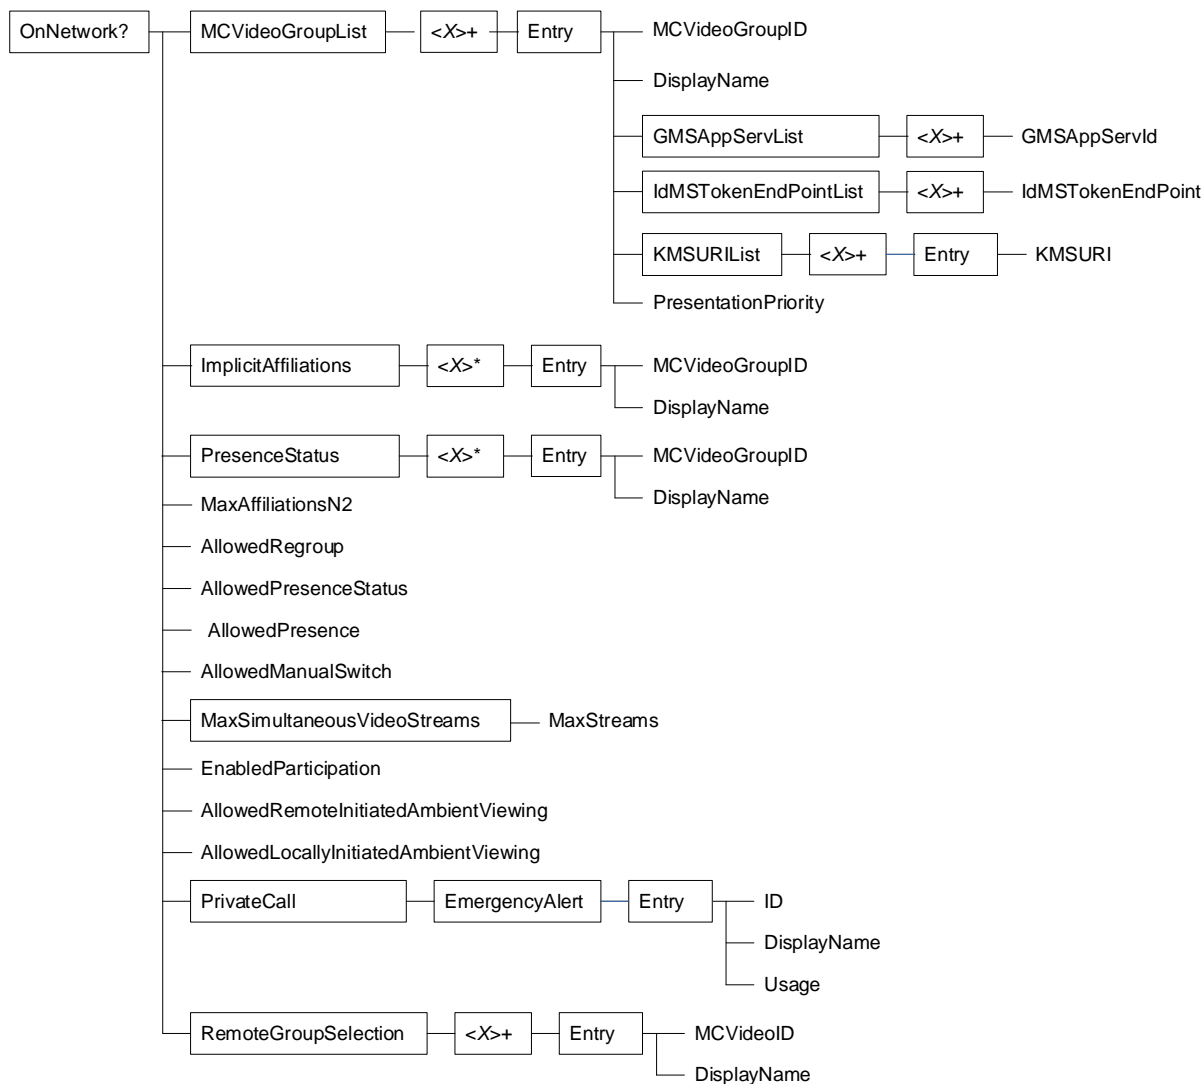 OnNetwork? MCVideoGroupList <X>+ Entry MCVideoGroupID
DisplayName
GMSAppServList <X>+ GMSAppServId
IdMSTokenEndPointList <X>+ IdMSTokenEndPoint
KMSURIList <X>+ Entry KMSURI
PresentationPriority
ImplicitAffiliations <X>* Entry MCVideoGroupID
DisplayName
PresenceStatus <X>* Entry MCVideoGroupID
DisplayName
MaxAffiliationsN2
AllowedRegroup
AllowedPresenceStatus
AllowedPresence
AllowedManualSwitch
MaxSimultaneousVideoStreams MaxStreams
EnabledParticipation
AllowedRemoteInitiatedAmbientViewing
AllowedLocallyInitiatedAmbientViewing
PrivateCall EmergencyAlert Entry ID
DisplayName
Usage
RemoteGroupSelection <X>+ Entry MCVideoID
DisplayName